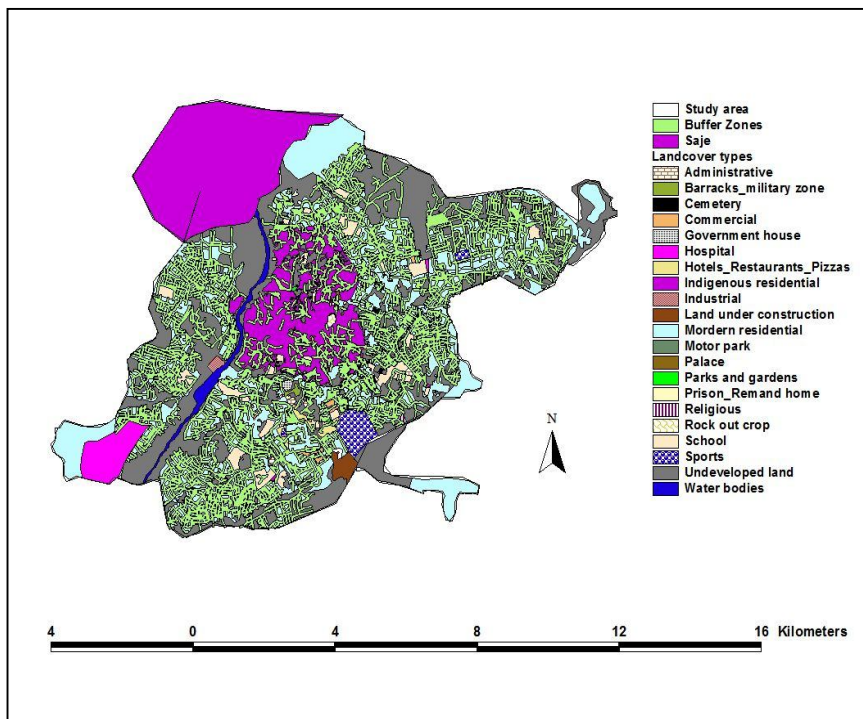 Study area
Buffer Zones
Saje
Landcover types
Administrative
Barracks_military zone
Cemetery
Commercial
Government house
Hospital
Hotels_Restaurants_Pizzas
Indigenous residential
Industrial
Land under construction
Mordern residential
Motor park
Palace
Parks and gardens
Prison_Remand home
Religious
Rock out crop
School
Sports
Undeveloped land
Water bodies
N
4 0 4 8 12 16 Kilometers